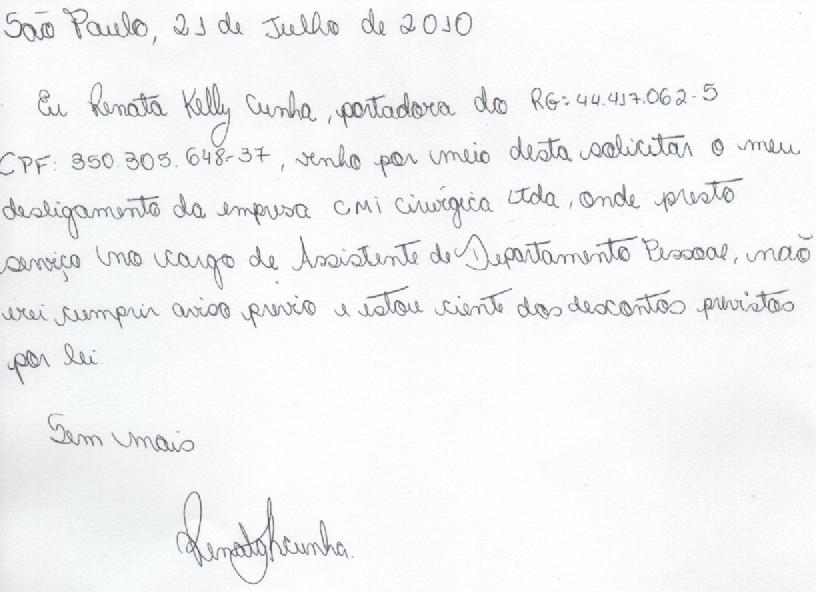 São Paulo, 21 de Julho de 2010
Eu Renata Kelly Cunha, portadora do RG: 44.417.062-5
CPF: 350.305.648-37, venho por meio desta solicitar o meu
desligamento da empresa CMi Cirúrgica Ltda, onde presto
serviço no cargo de Assistente de Departamento Pessoal, não
irei cumprir aviso previo e estou ciente dos descontos previstos
por lei
Sem mais
Renata K Cunha.